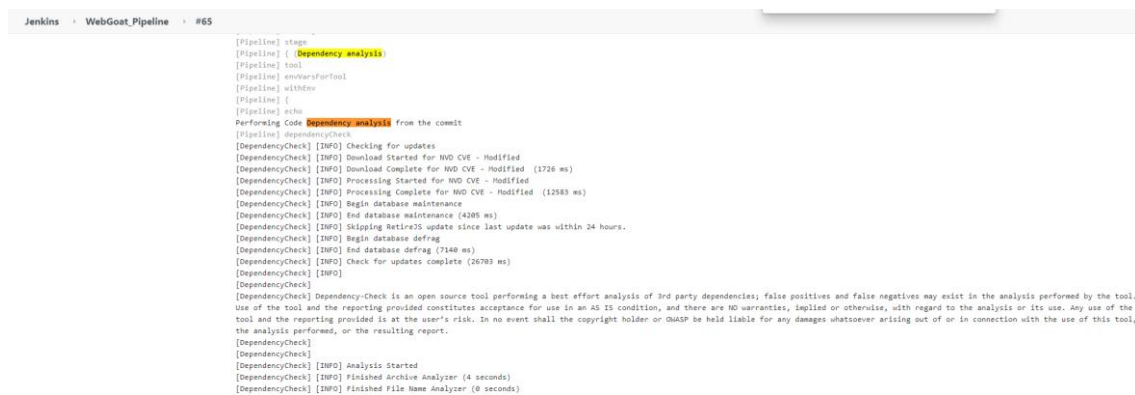 Jenkins › WebGoat_Pipeline › #65
[Pipeline] stage
[Pipeline] { (Dependency analysis)
[Pipeline] tool
[Pipeline] envVarsForTool
[Pipeline] withEnv
[Pipeline] {
[Pipeline] echo
Performing Code Dependency analysis from the commit
[Pipeline] dependencyCheck
[DependencyCheck] [INFO] Checking for updates
[DependencyCheck] [INFO] Download Started for NVD CVE - Modified
[DependencyCheck] [INFO] Download Complete for NVD CVE - Modified  (1726 ms)
[DependencyCheck] [INFO] Processing Started for NVD CVE - Modified
[DependencyCheck] [INFO] Processing Complete for NVD CVE - Modified  (12583 ms)
[DependencyCheck] [INFO] Begin database maintenance
[DependencyCheck] [INFO] End database maintenance (4205 ms)
[DependencyCheck] [INFO] Skipping RetireJS update since last update was within 24 hours.
[DependencyCheck] [INFO] Begin database defrag
[DependencyCheck] [INFO] End database defrag (7140 ms)
[DependencyCheck] [INFO] Check for updates complete (26703 ms)
[DependencyCheck] [INFO]
[DependencyCheck]
[DependencyCheck] Dependency-Check is an open source tool performing a best effort analysis of 3rd party dependencies; false positives and false negatives may exist in the analysis performed by the tool.
Use of the tool and the reporting provided constitutes acceptance for use in an AS IS condition, and there are NO warranties, implied or otherwise, with regard to the analysis or its use. Any use of the
tool and the reporting provided is at the user's risk. In no event shall the copyright holder or OWASP be held liable for any damages whatsoever arising out of or in connection with the use of this tool,
the analysis performed, or the resulting report.
[DependencyCheck]
[DependencyCheck]
[DependencyCheck] [INFO] Analysis Started
[DependencyCheck] [INFO] Finished Archive Analyzer (4 seconds)
[DependencyCheck] [INFO] Finished File Name Analyzer (0 seconds)